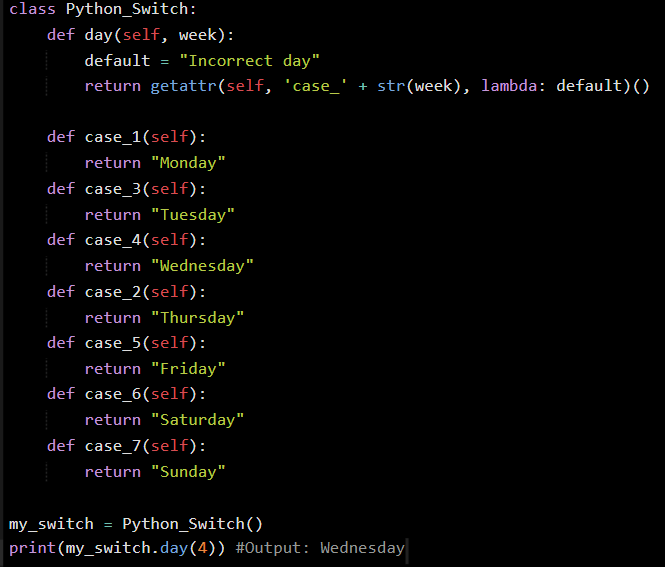 class Python_Switch:
    def day(self, week):
        default = "Incorrect day"
        return getattr(self, 'case_' + str(week), lambda: default)()

    def case_1(self):
        return "Monday"
    def case_3(self):
        return "Tuesday"
    def case_4(self):
        return "Wednesday"
    def case_2(self):
        return "Thursday"
    def case_5(self):
        return "Friday"
    def case_6(self):
        return "Saturday"
    def case_7(self):
        return "Sunday"

my_switch = Python_Switch()
print(my_switch.day(4)) #Output: Wednesday